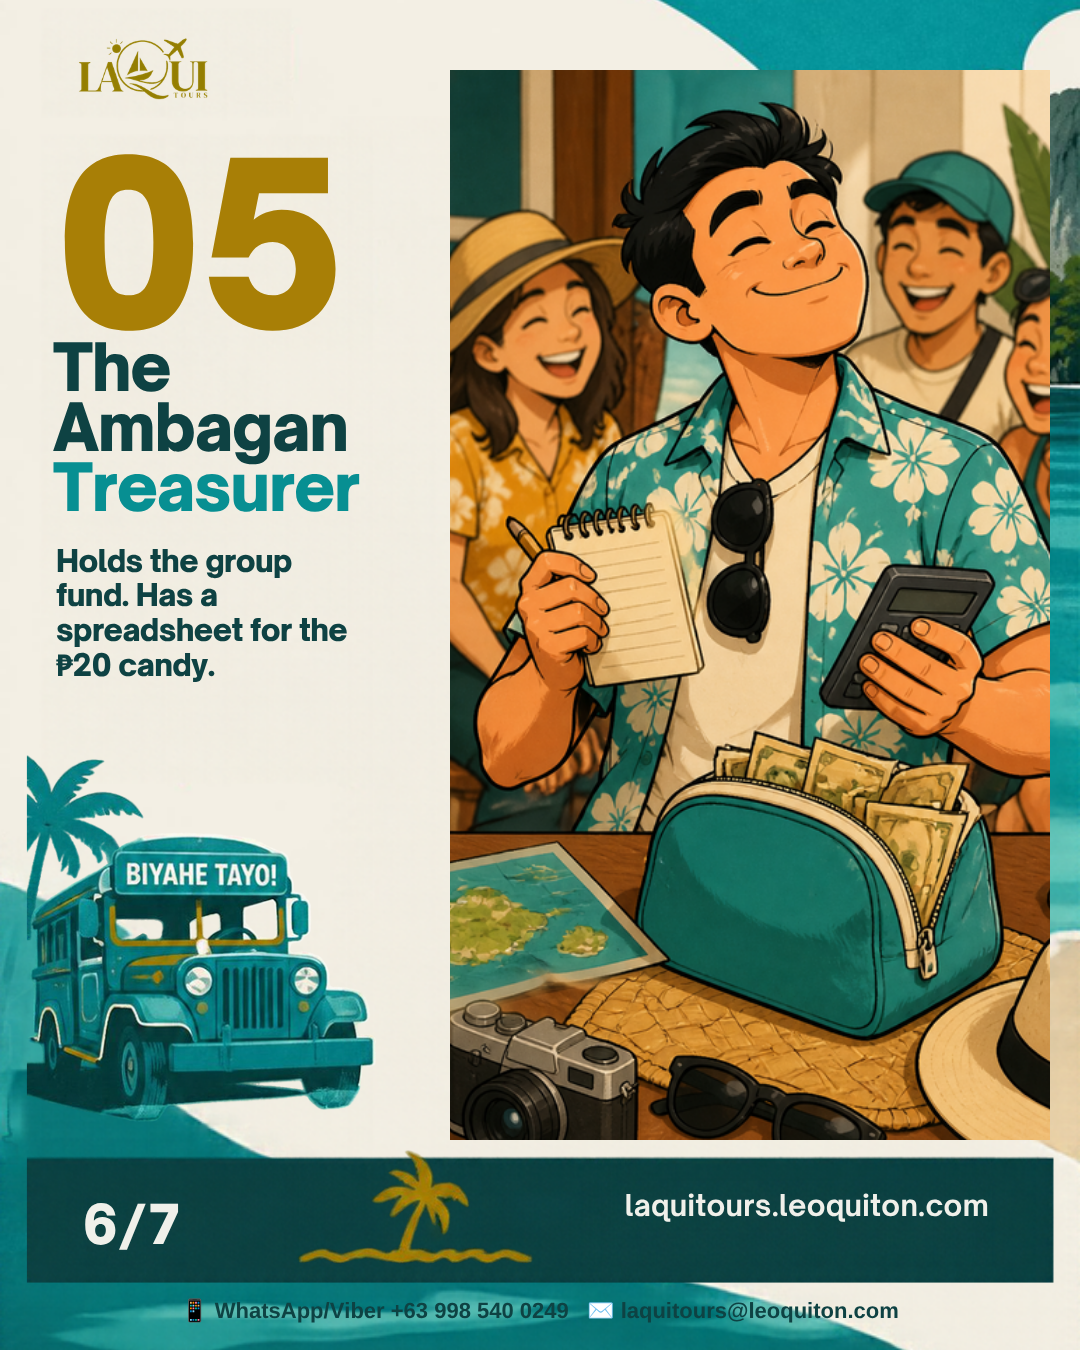 LAQUI
TOURS
05
The
Ambagan
Treasurer
Holds the group
fund. Has a
spreadsheet for the
₱20 candy.
BIYAHE TAYO!
6/7
laquitours.leoquiton.com
📱 WhatsApp/Viber +63 998 540 0249 ✉️ laquitours@leoquiton.com